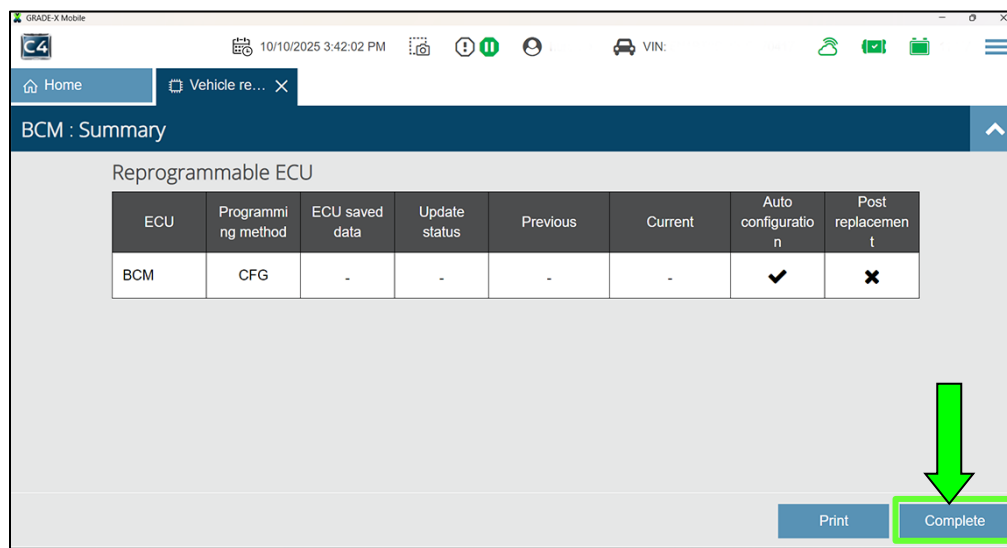 GRADE-X Mobile
C4
10/10/2025 3:42:02 PM
VIN:
Home
Vehicle re...
BCM : Summary
Reprogrammable ECU
ECU
Programmi
ng method
ECU saved
data
Update
status
Previous
Current
Auto
configuratio
n
Post
replacemen
t
BCM
CFG
-
-
-
-
Print
Complete